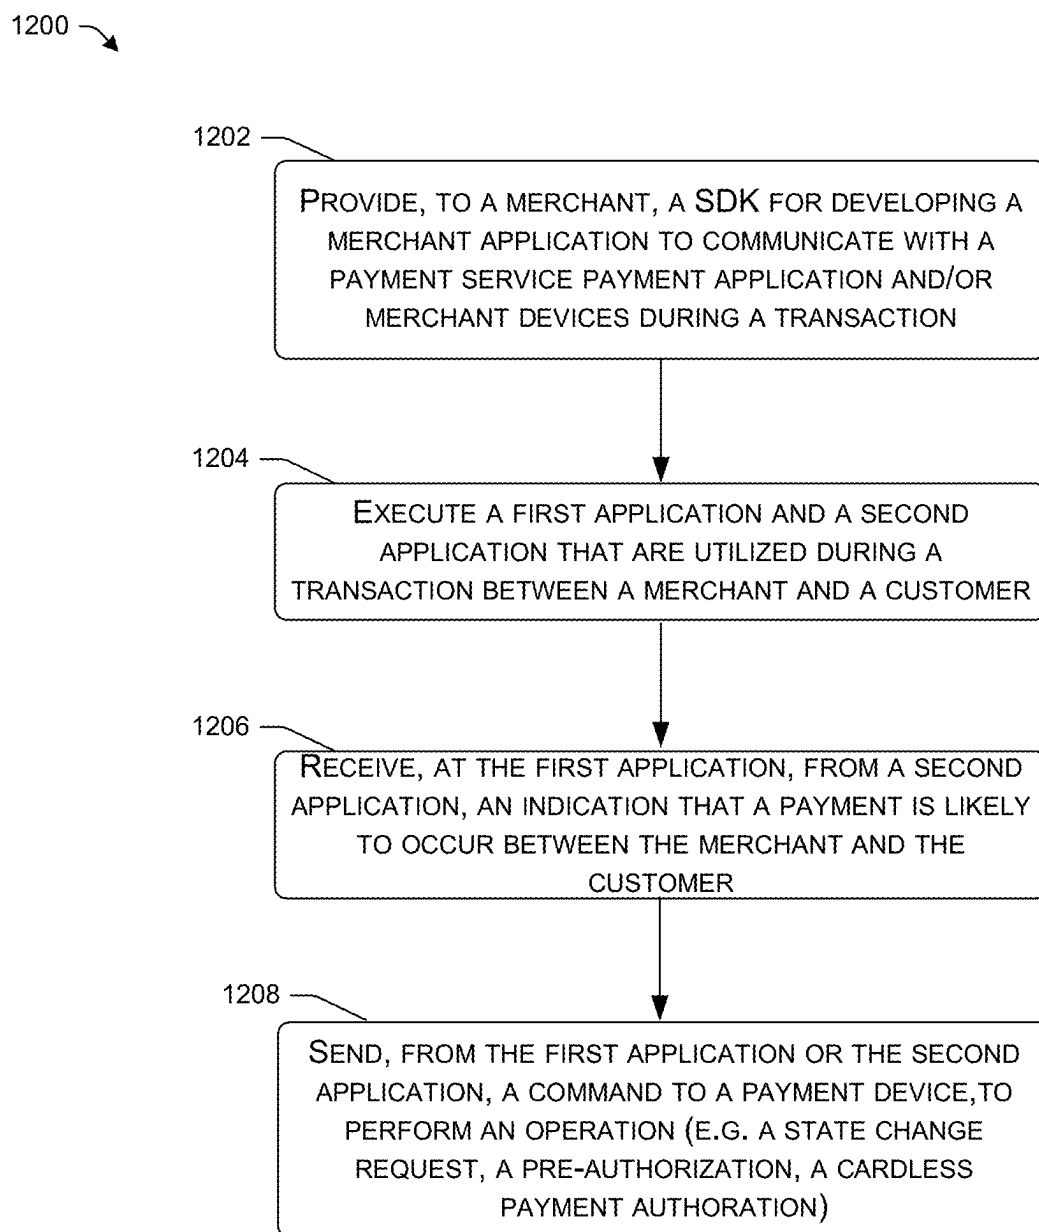 1200
1202
PROVIDE, TO A MERCHANT, A SDK FOR DEVELOPING A
MERCHANT APPLICATION TO COMMUNICATE WITH A
PAYMENT SERVICE PAYMENT APPLICATION AND/OR
MERCHANT DEVICES DURING A TRANSACTION
1204
EXECUTE A FIRST APPLICATION AND A SECOND
APPLICATION THAT ARE UTILIZED DURING A
TRANSACTION BETWEEN A MERCHANT AND A CUSTOMER
1206
RECEIVE, AT THE FIRST APPLICATION, FROM A SECOND
APPLICATION, AN INDICATION THAT A PAYMENT IS LIKELY
TO OCCUR BETWEEN THE MERCHANT AND THE
CUSTOMER
1208
SEND, FROM THE FIRST APPLICATION OR THE SECOND
APPLICATION, A COMMAND TO A PAYMENT DEVICE,TO
PERFORM AN OPERATION (E.G. A STATE CHANGE
REQUEST, A PRE-AUTHORIZATION, A CARDLESS
PAYMENT AUTHORATION)